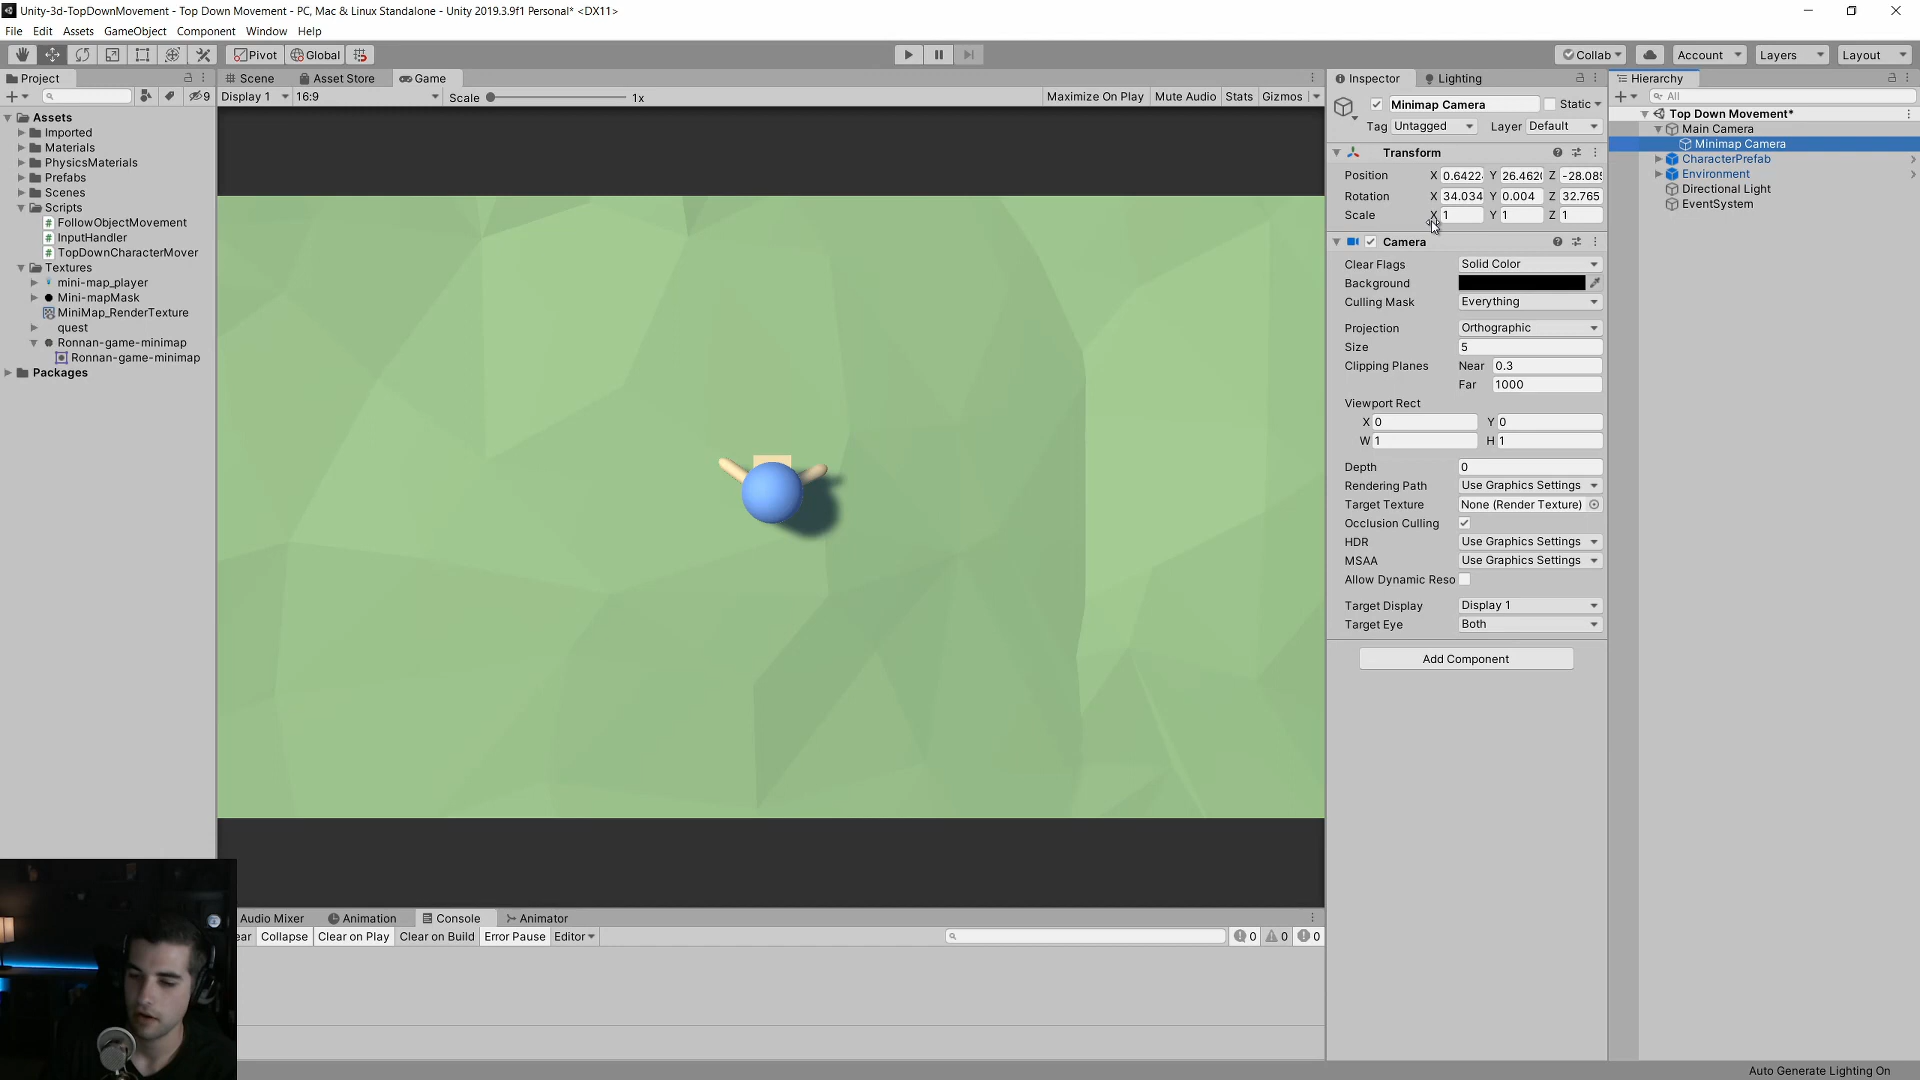 Unity-3d-TopDownMovement - Top Down Movement - PC, Mac & Linux Standalone - Unity 2019.3.9f1 Personal* <DX11>
File Edit Assets GameObject Component Window Help
Pivot Global Collab Account Layers Layout
Project
9
Assets
Imported
Materials
PhysicsMaterials
Prefabs
Scenes
Scripts
FollowObjectMovement
InputHandler
TopDownCharacterMover
Textures
mini-map_player
Mini-mapMask
MiniMap_RenderTexture
quest
Ronnan-game-minimap
Ronnan-game-minimap
Packages
Scene Asset Store Game
Display 1 16:9 Scale 1x Maximize On Play Mute Audio Stats Gizmos
Audio Mixer Animation Console Animator
ear Collapse Clear on Play Clear on Build Error Pause Editor 0 0 0
Inspector Lighting
Minimap Camera Static
Tag Untagged Layer Default
Transform
Position X 0.6422 Y 26.462 Z -28.085
Rotation X 34.034 Y 0.004 Z 32.765
Scale X 1 Y 1 Z 1
Camera
Clear Flags Solid Color
Background
Culling Mask Everything
Projection Orthographic
Size 5
Clipping Planes Near 0.3
Far 1000
Viewport Rect
X 0 Y 0
W 1 H 1
Depth 0
Rendering Path Use Graphics Settings
Target Texture None (Render Texture)
Occlusion Culling
HDR Use Graphics Settings
MSAA Use Graphics Settings
Allow Dynamic Reso
Target Display Display 1
Target Eye Both
Add Component
Hierarchy
All
Top Down Movement*
Main Camera
Minimap Camera
CharacterPrefab
Environment
Directional Light
EventSystem
Auto Generate Lighting On